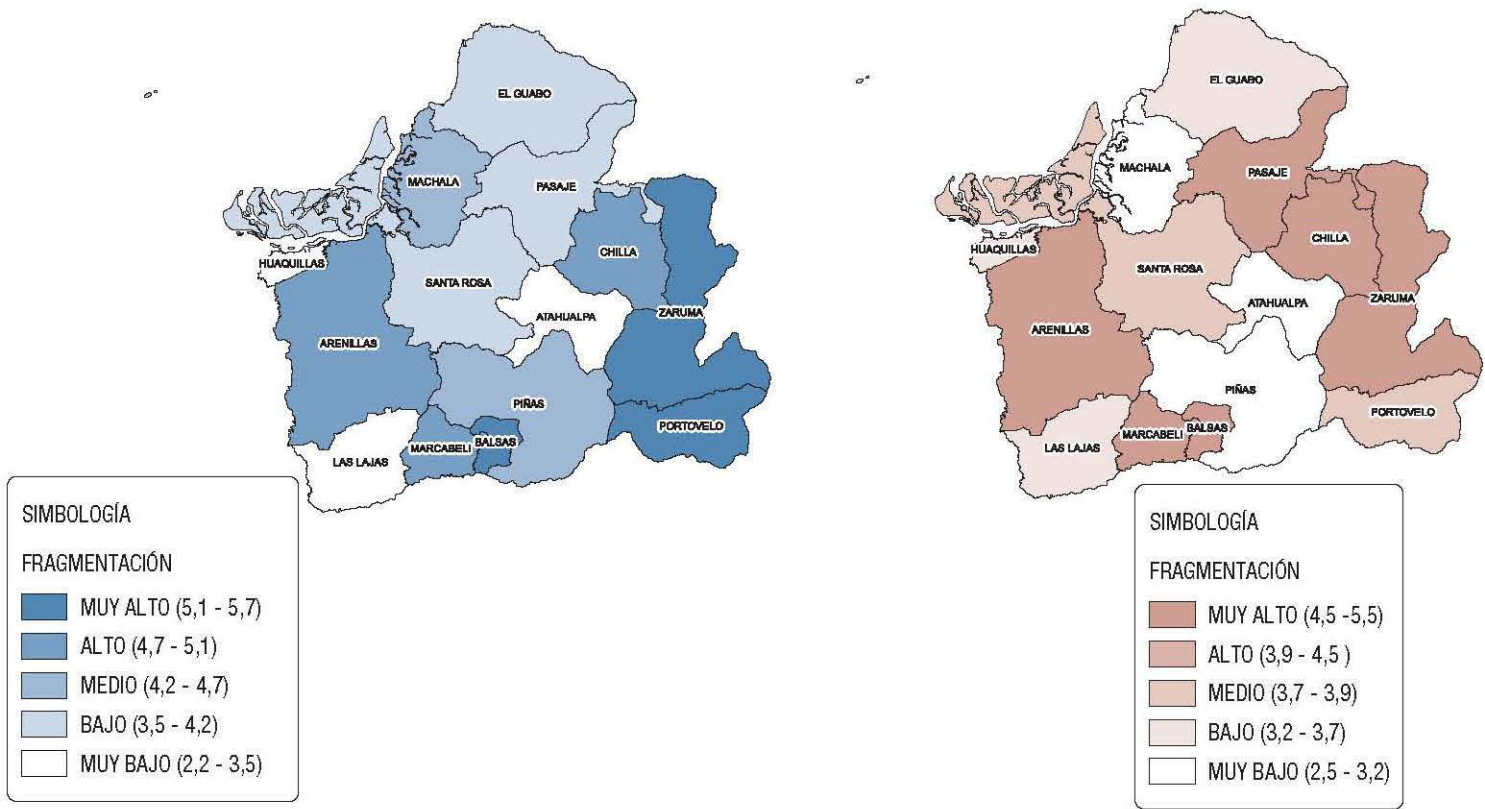 EL GUABO
MACHALA
PASAJE
CHILLA
HUAQUILLAS
SANTA ROSA
ATAHUALPA
ZARUMA
ARENILLAS
PIÑAS
PORTOVELO
MARCABELI
BALSAS
LAS LAJAS
SIMBOLOGÍA
FRAGMENTACIÓN
MUY ALTO (5,1 - 5,7)
ALTO (4,7 - 5,1)
MEDIO (4,2 - 4,7)
BAJO (3,5 - 4,2)
MUY BAJO (2,2 - 3,5)
EL GUABO
MACHALA
PASAJE
CHILLA
HUAQUILLAS
SANTA ROSA
ATAHUALPA
ZARUMA
ARENILLAS
PIÑAS
PORTOVELO
MARCABELI
BALSAS
LAS LAJAS
SIMBOLOGÍA
FRAGMENTACIÓN
MUY ALTO (4,5 -5,5)
ALTO (3,9 - 4,5 )
MEDIO (3,7 - 3,9)
BAJO (3,2 - 3,7)
MUY BAJO (2,5 - 3,2)